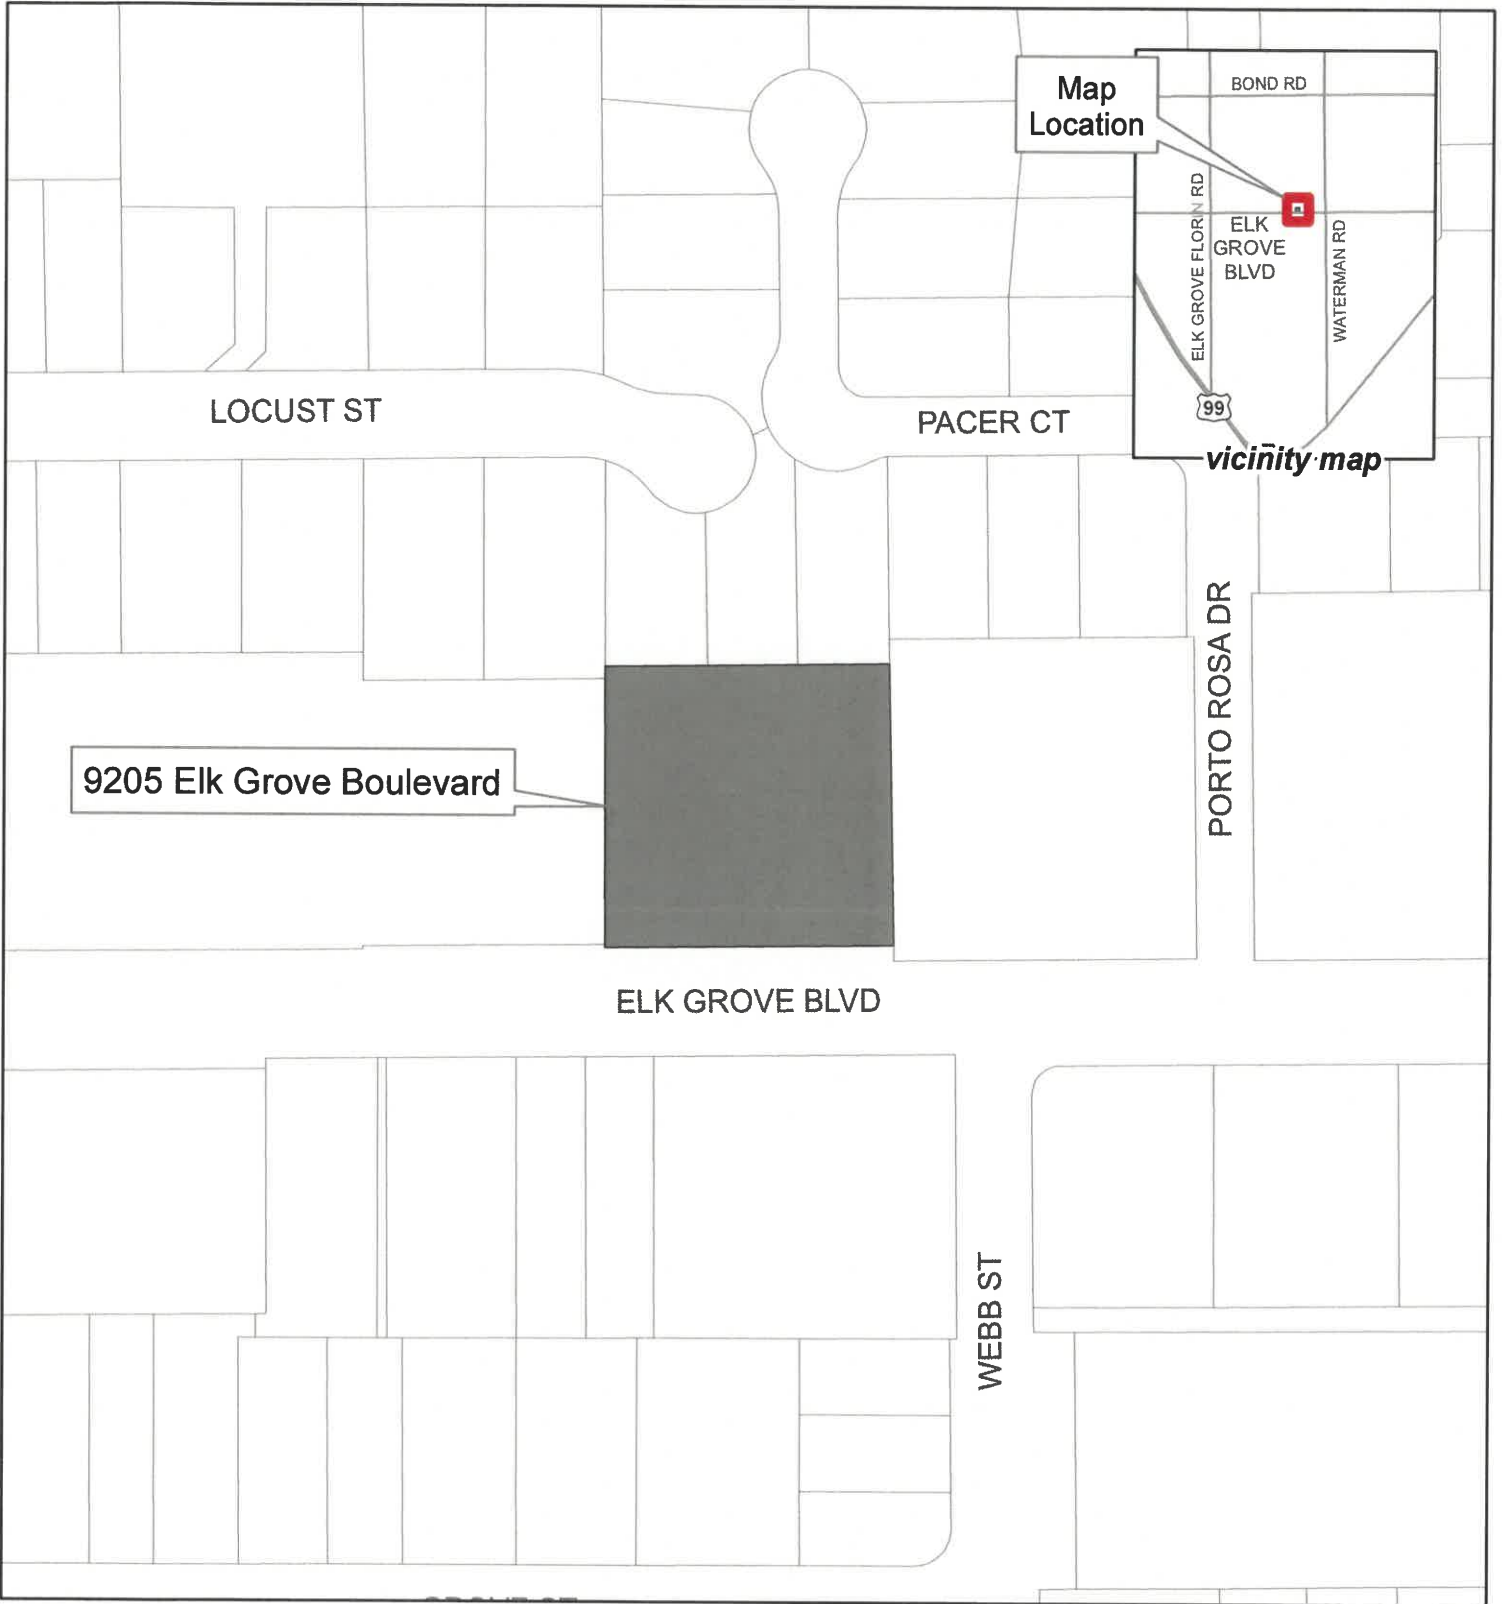 Map
Location
BOND RD
ELK GROVE FLORIN RD
ELK
GROVE
BLVD
WATERMAN RD
99
vicinity map
LOCUST ST
PACER CT
PORTO ROSA DR
9205 Elk Grove Boulevard
ELK GROVE BLVD
WEBB ST